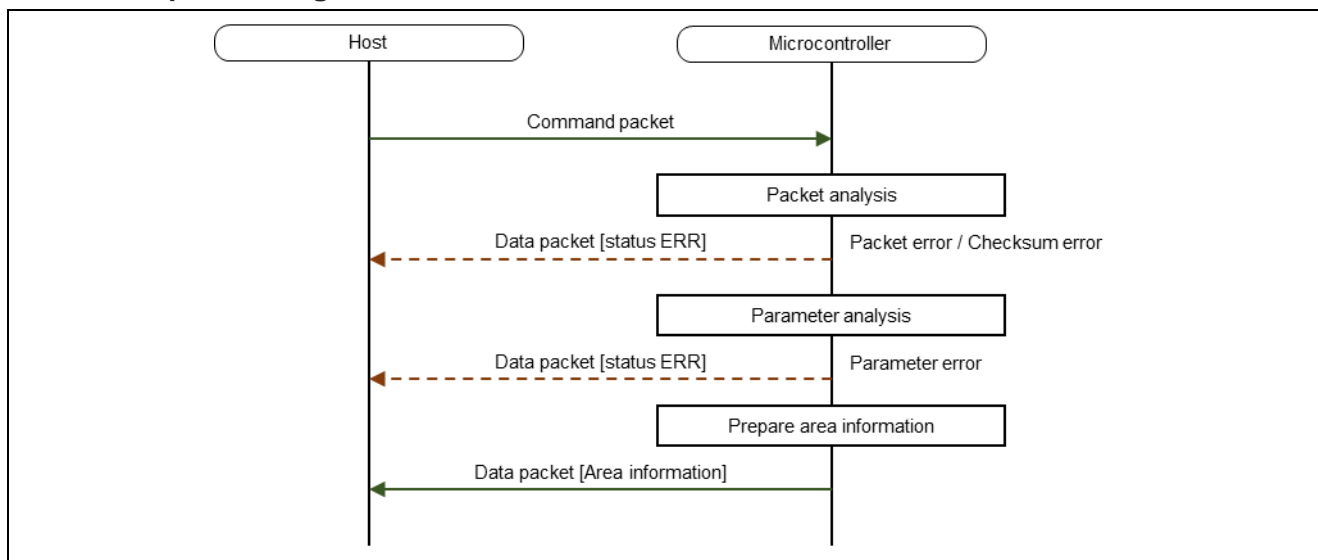 Host
Microcontroller
Command packet
Packet analysis
Data packet [status ERR]
Packet error / Checksum error
Parameter analysis
Data packet [status ERR]
Parameter error
Prepare area information
Data packet [Area information]